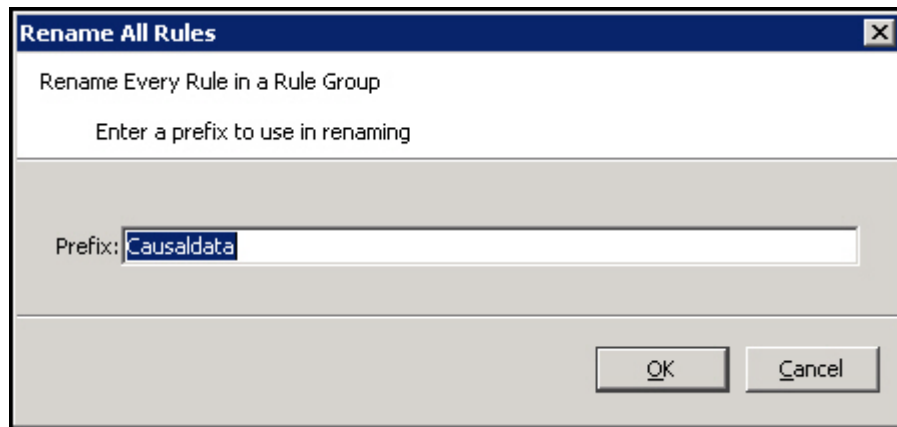 Rename All Rules
Rename Every Rule in a Rule Group
Enter a prefix to use in renaming
Prefix: Causaldata
OK Cancel